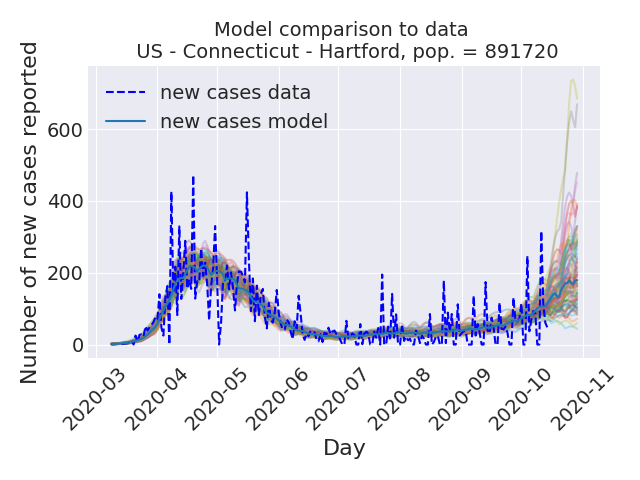 Model comparison to data
US - Connecticut - Hartford, pop. = 891720
new cases data
new cases model
Number of new cases reported
600
400
200
0
2020-03
2020-04
2020-05
2020-06
2020-07
2020-08
2020-09
2020-10
2020-11
Day